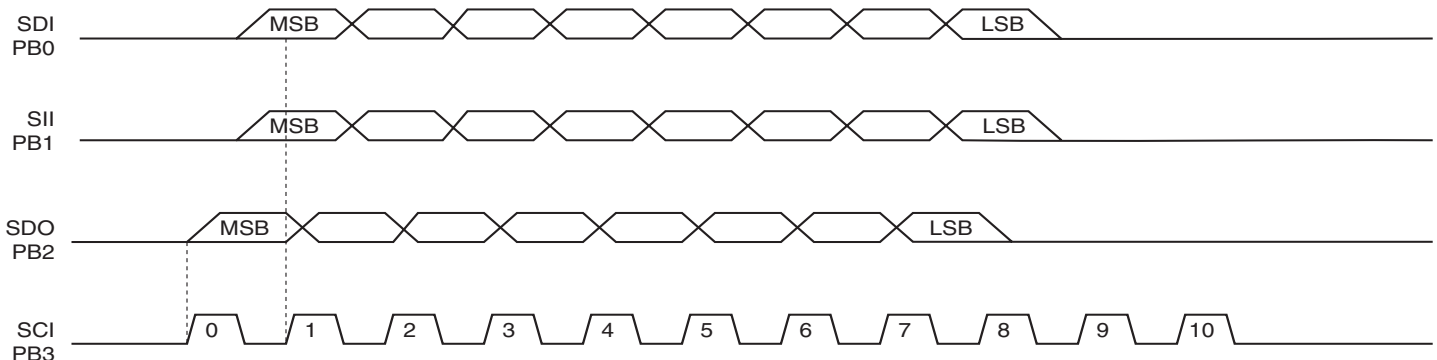 SDI
PB0
MSB LSB
SII
PB1
MSB LSB
SDO
PB2
MSB LSB
SCI
PB3
0 1 2 3 4 5 6 7 8 9 10